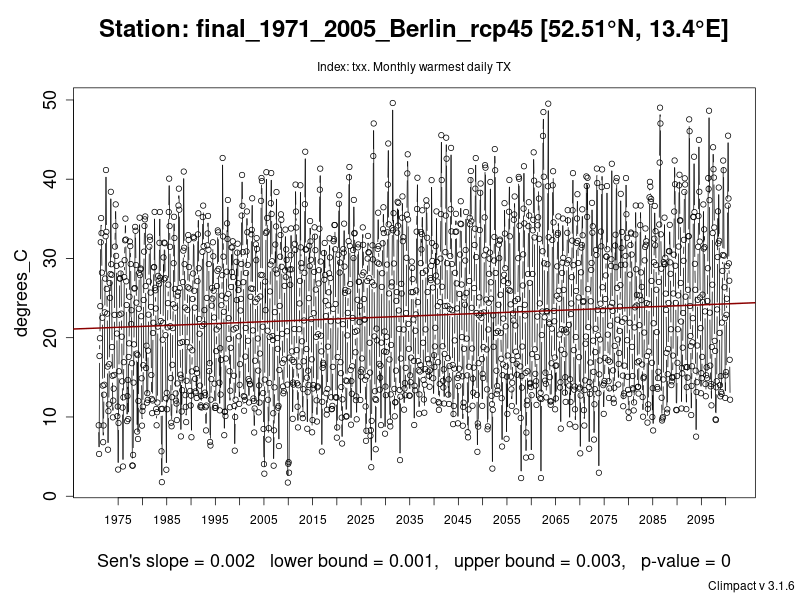 Station: final_1971_2005_Berlin_rcp45 [52.51°N, 13.4°E]
Index: txx. Monthly warmest daily TX
degrees_C
50
40
30
20
10
0
1975 1985 1995 2005 2015 2025 2035 2045 2055 2065 2075 2085 2095
Sen's slope = 0.002 lower bound = 0.001, upper bound = 0.003, p-value = 0
Climpact v 3.1.6